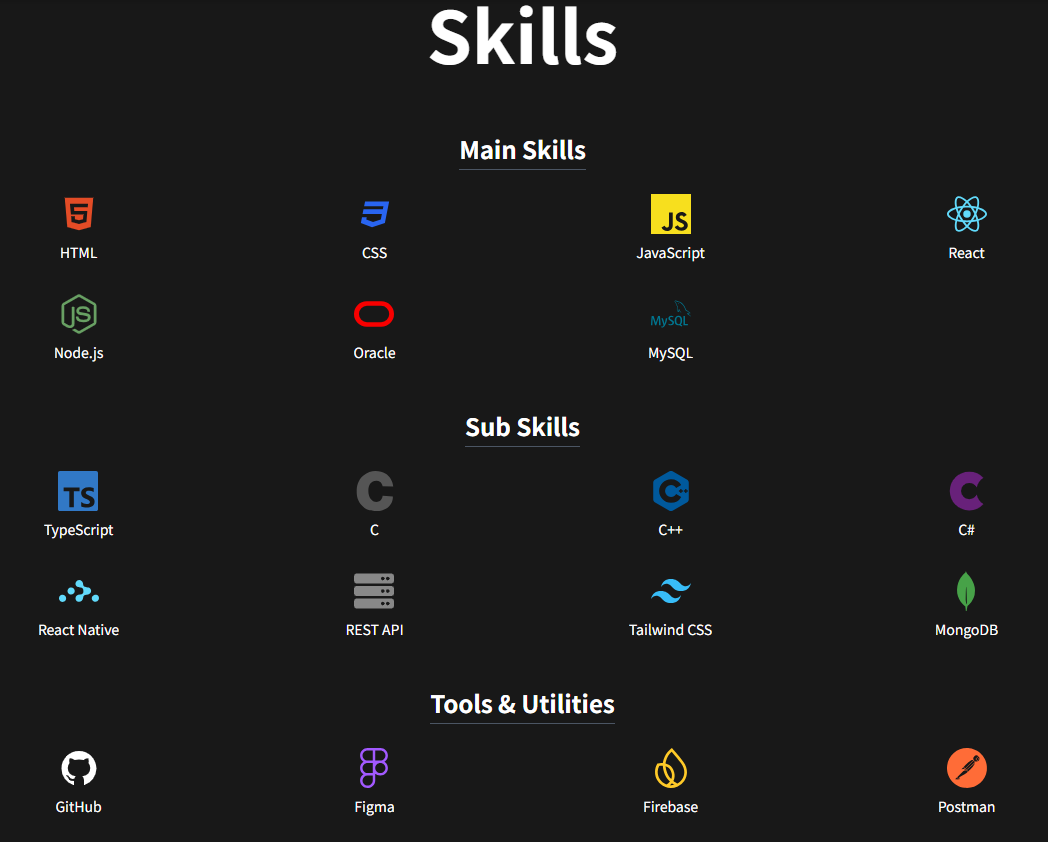 Skills
Main Skills
5
3
JS
HTML
CSS
JavaScript
React
JS
MySQL
Node.js
Oracle
MySQL
Sub Skills
TS
C
C
C
TypeScript
C
C++
C#
React Native
REST API
Tailwind CSS
MongoDB
Tools & Utilities
GitHub
Figma
Firebase
Postman